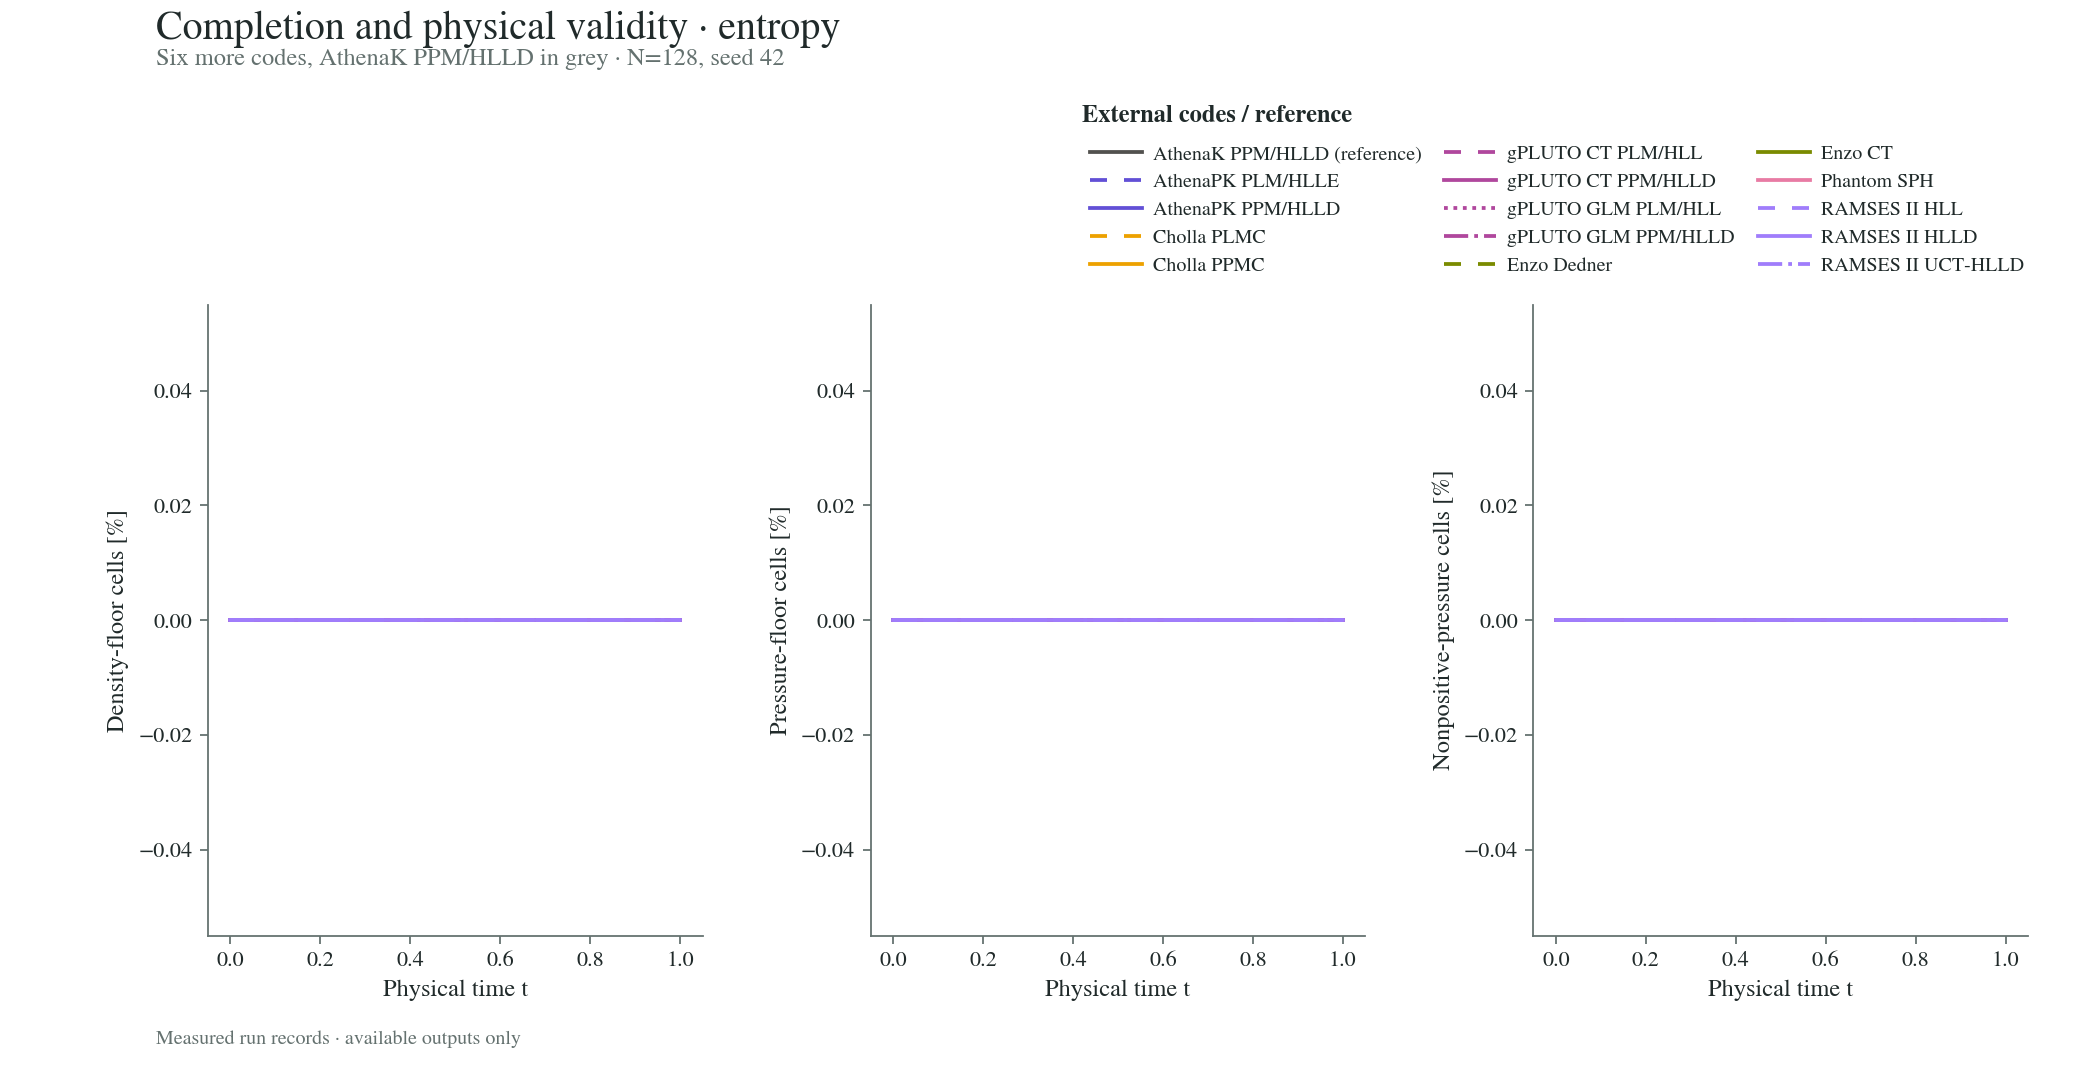 Completion and physical validity · entropy
Six more codes, AthenaK PPM/HLLD in grey · N=128, seed 42
External codes / reference
AthenaK PPM/HLLD (reference)
AthenaPK PLM/HLLE
AthenaPK PPM/HLLD
Cholla PLMC
Cholla PPMC
gPLUTO CT PLM/HLL
gPLUTO CT PPM/HLLD
gPLUTO GLM PLM/HLL
gPLUTO GLM PPM/HLLD
Enzo Dedner
Enzo CT
Phantom SPH
RAMSES II HLL
RAMSES II HLLD
RAMSES II UCT-HLLD
Density-floor cells [%]
0.04
0.02
0.00
−0.02
−0.04
0.0 0.2 0.4 0.6 0.8 1.0
Physical time t
Pressure-floor cells [%]
0.04
0.02
0.00
−0.02
−0.04
0.0 0.2 0.4 0.6 0.8 1.0
Physical time t
Nonpositive-pressure cells [%]
0.04
0.02
0.00
−0.02
−0.04
0.0 0.2 0.4 0.6 0.8 1.0
Physical time t
Measured run records · available outputs only